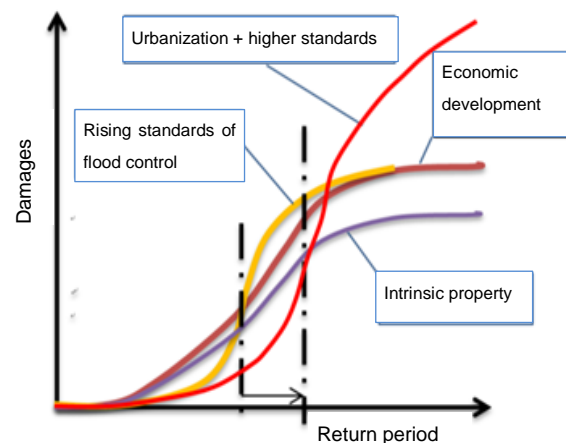 Urbanization + higher standards
Economic
development
Rising standards of
flood control
Damages
Intrinsic property
Return period